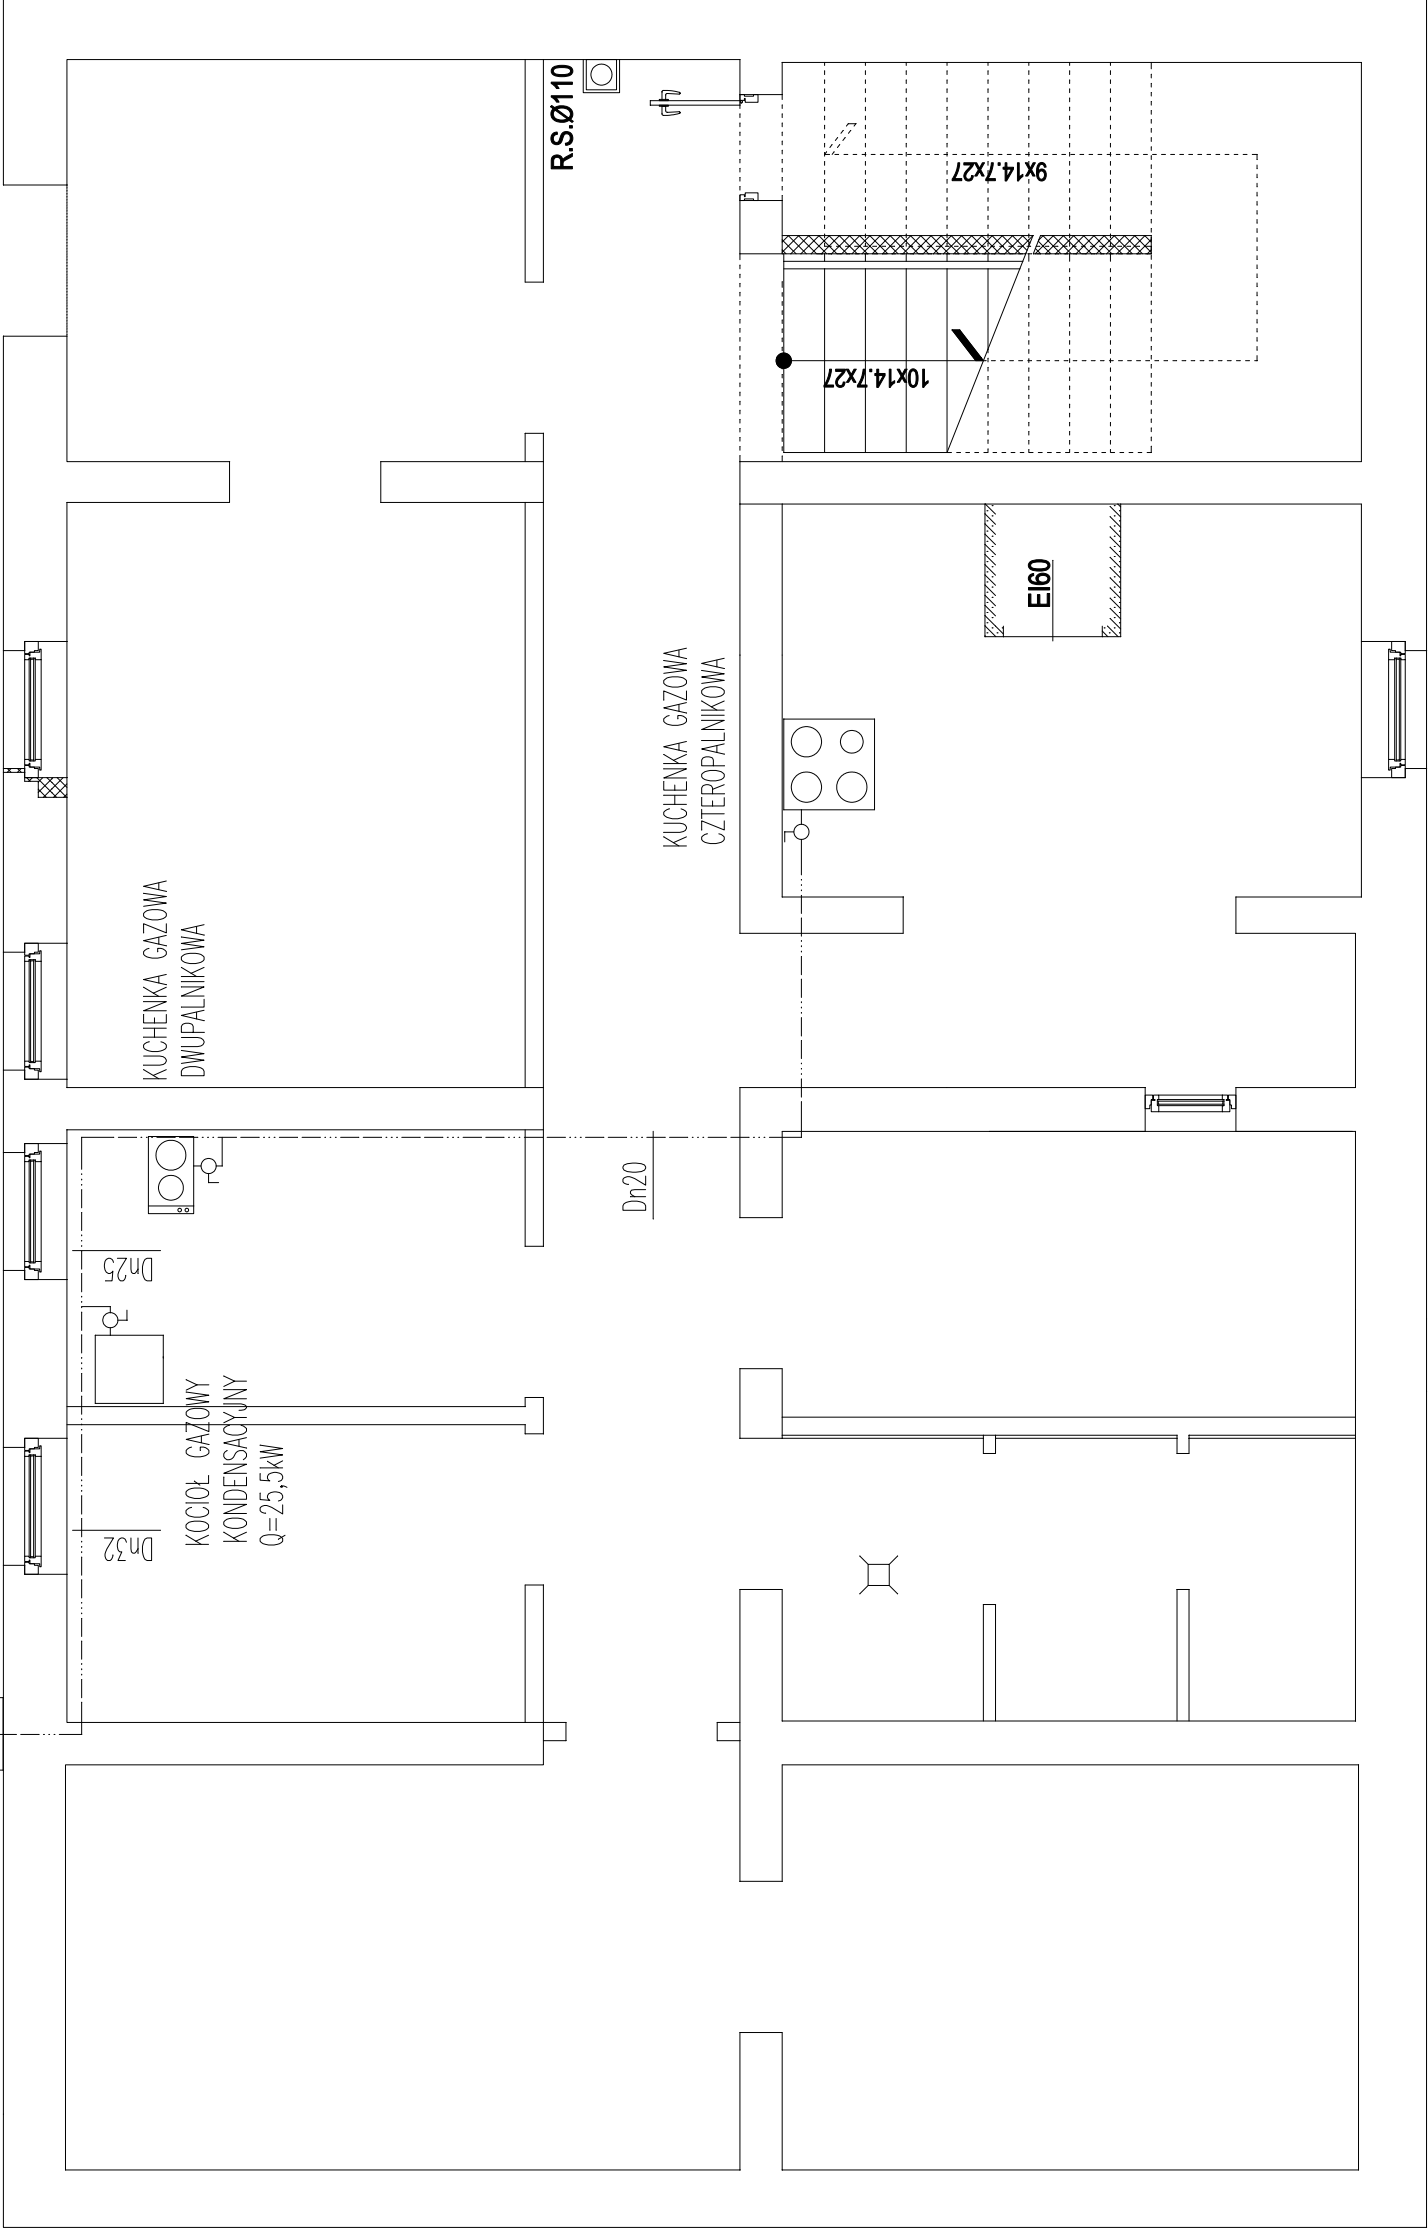 R.S.Ø110
9x14.7x27
10x14.7x27
EI60
KUCHENKA GAZOWA
CZTEROPALNIKOWA
KUCHENKA GAZOWA
DWUPALNIKOWA
Dn20
Dn25
KOCIOŁ GAZOWY
KONDENSACYJNY
Q=25,5kW
Dn32